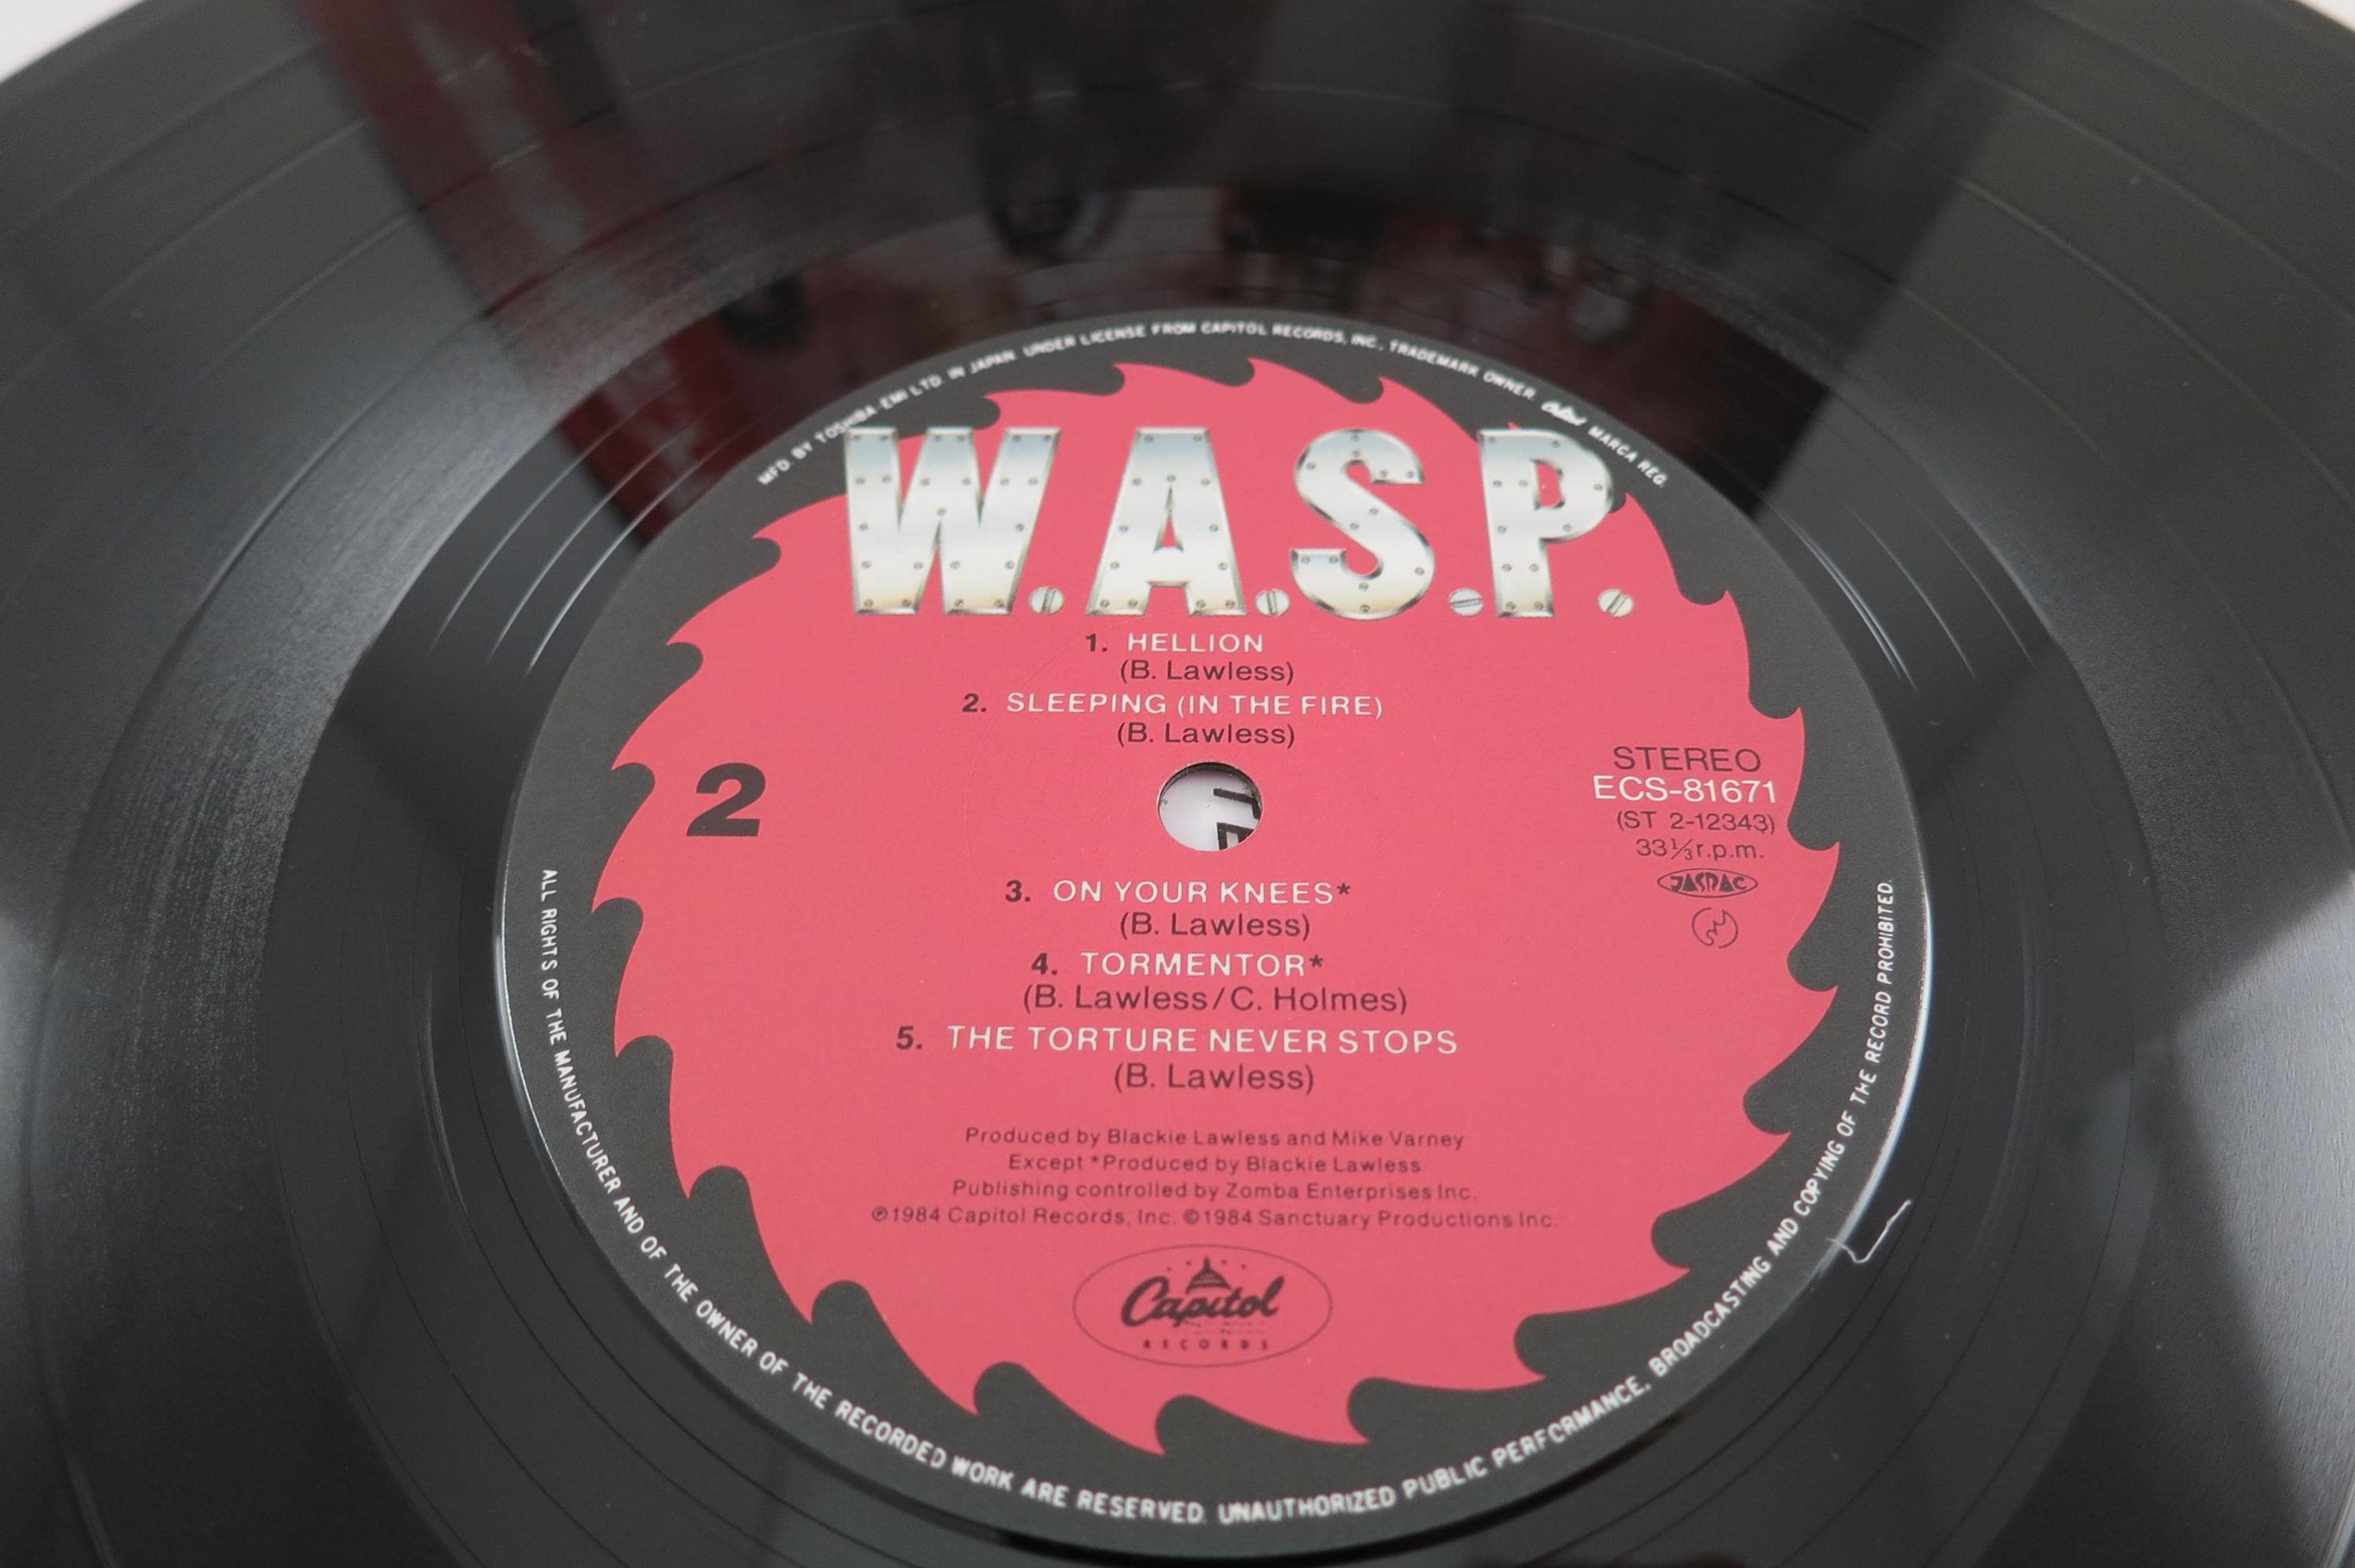 MFD. BY TOSHIBA-EMI LTD. IN JAPAN. UNDER LICENSE FROM CAPITOL RECORDS, INC., TRADEMARK OWNER. Capitol MARCA REG.
W.A.S.P.
1. HELLION
(B. Lawless)
2. SLEEPING (IN THE FIRE)
(B. Lawless)
2
STEREO
ECS-81671
(ST 2-12343)
33⅓r.p.m.
JASRAC
3. ON YOUR KNEES*
(B. Lawless)
4. TORMENTOR*
(B. Lawless/C. Holmes)
5. THE TORTURE NEVER STOPS
(B. Lawless)
Produced by Blackie Lawless and Mike Varney
Except *Produced by Blackie Lawless
Publishing controlled by Zomba Enterprises Inc.
℗1984 Capitol Records, Inc. ©1984 Sanctuary Productions Inc.
Capitol
RECORDS
ALL RIGHTS OF THE MANUFACTURER AND OF THE OWNER OF THE RECORDED WORK ARE RESERVED. UNAUTHORIZED PUBLIC PERFORMANCE, BROADCASTING AND COPYING OF THE RECORD PROHIBITED.